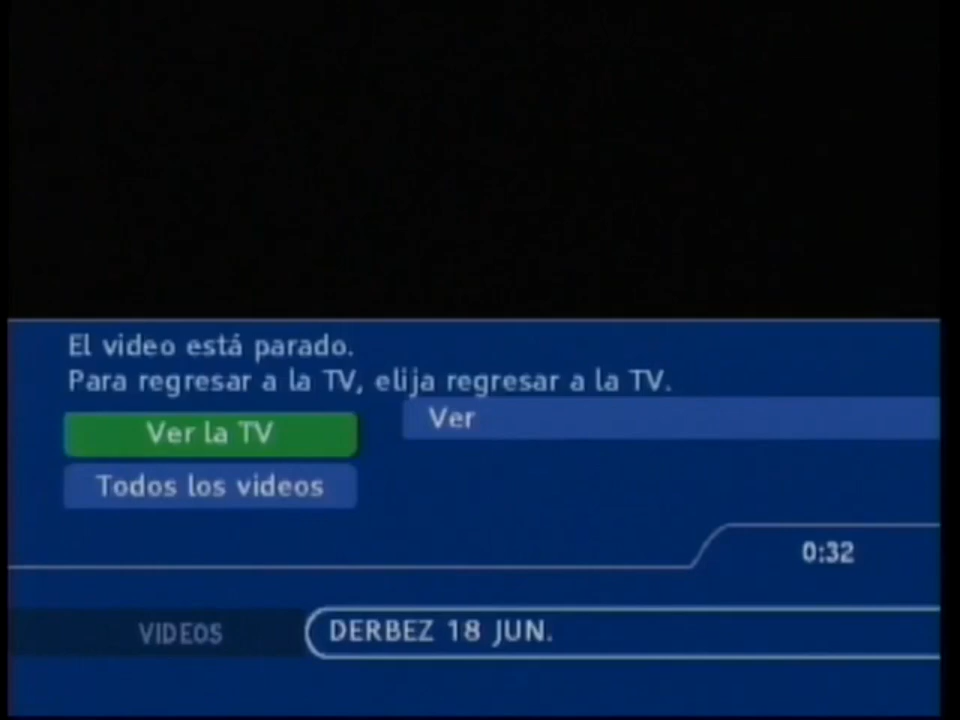 El video está parado.
Para regresar a la TV, elija regresar a la TV.
Ver la TV
Ver
Todos los videos
0:32
VIDEOS
DERBEZ 18 JUN.